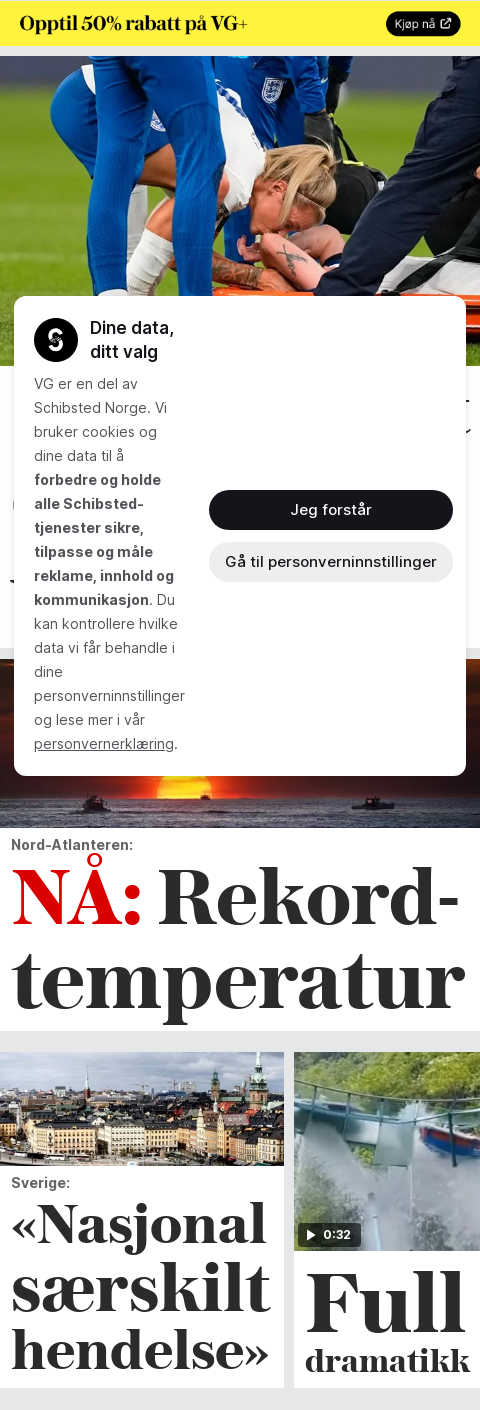 Opptil 50% rabatt på VG+
Kjøp nå
Dine data,
ditt valg
VG er en del av
Schibsted Norge. Vi
bruker cookies og
dine data til å
forbedre og holde
alle Schibsted-
tjenester sikre,
tilpasse og måle
reklame, innhold og
kommunikasjon. Du
kan kontrollere hvilke
data vi får behandle i
dine
personverninnstillinger
og lese mer i vår
personvernerklæring.
Jeg forstår
Gå til personverninnstillinger
Nord-Atlanteren:
NÅ: Rekord-
temperatur
Sverige:
«Nasjonal
særskilt
hendelse»
0:32
Full
dramatikk